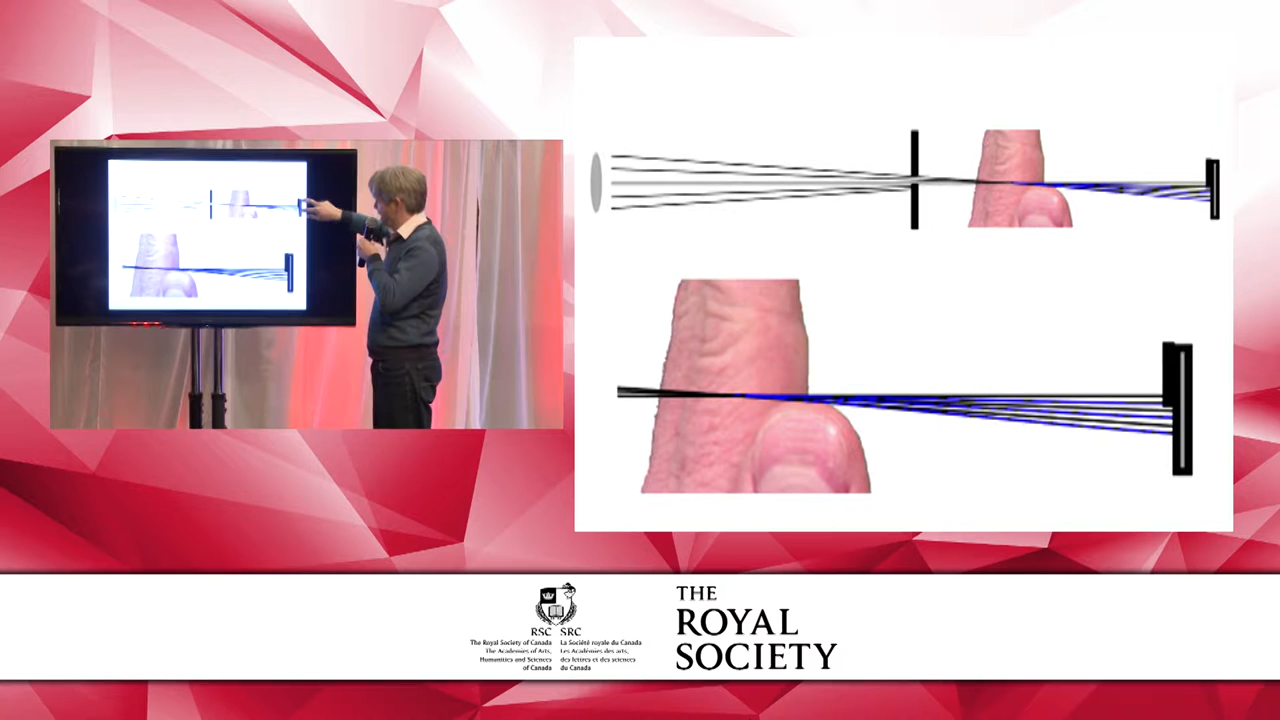 RSC SRC
The Royal Society of Canada
The Academies of Arts,
Humanities and Sciences
of Canada
La Société royale du Canada
Les Académies des arts,
des lettres et des sciences
du Canada
THE
ROYAL
SOCIETY